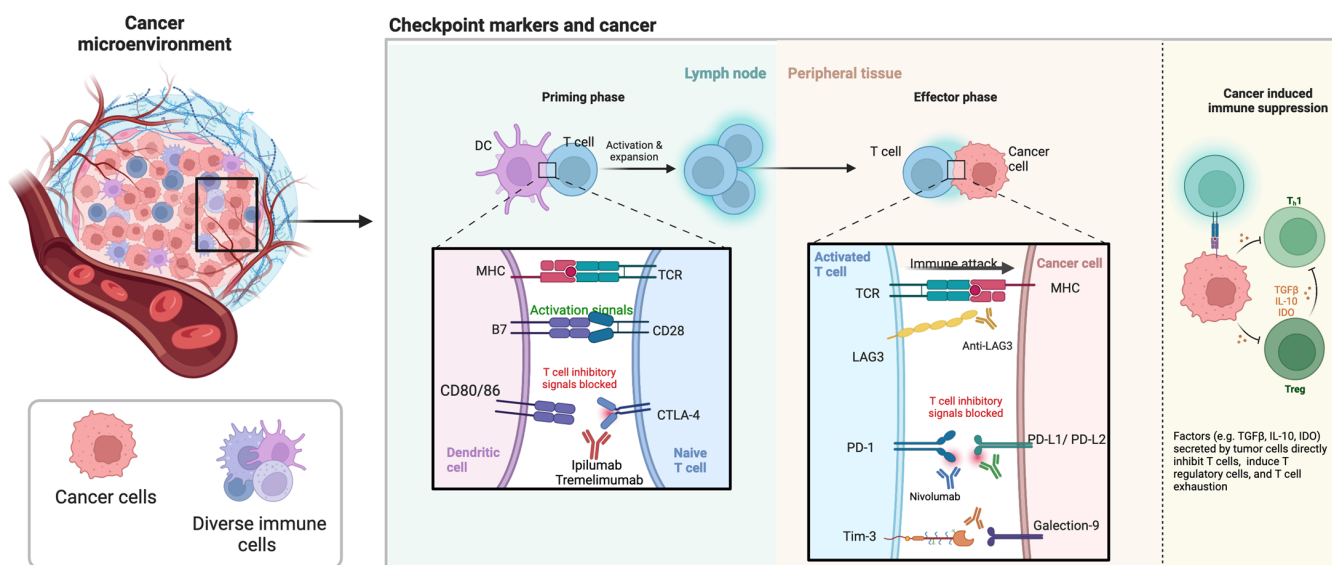 Cancer
microenvironment
Cancer cells
Diverse immune
cells
Checkpoint markers and cancer
Lymph node
Priming phase
DC
T cell
Activation &
expansion
MHC
TCR
Activation signals
B7
CD28
T cell inhibitory
signals blocked
CD80/86
CTLA-4
Dendritic
cell
Naive
T cell
Ipilumab
Tremelimumab
Peripheral tissue
Effector phase
T cell
Cancer
cell
Activated
T cell
Immune attack
Cancer cell
TCR
MHC
LAG3
Anti-LAG3
T cell inhibitory
signals blocked
PD-1
PD-L1/ PD-L2
Nivolumab
Tim-3
Galection-9
Cancer induced
immune suppression
Th1
TGFβ
IL-10
IDO
Treg
Factors (e.g. TGFβ, IL-10, IDO)
secreted by tumor cells directly
inhibit T cells, induce T
regulatory cells, and T cell
exhaustion